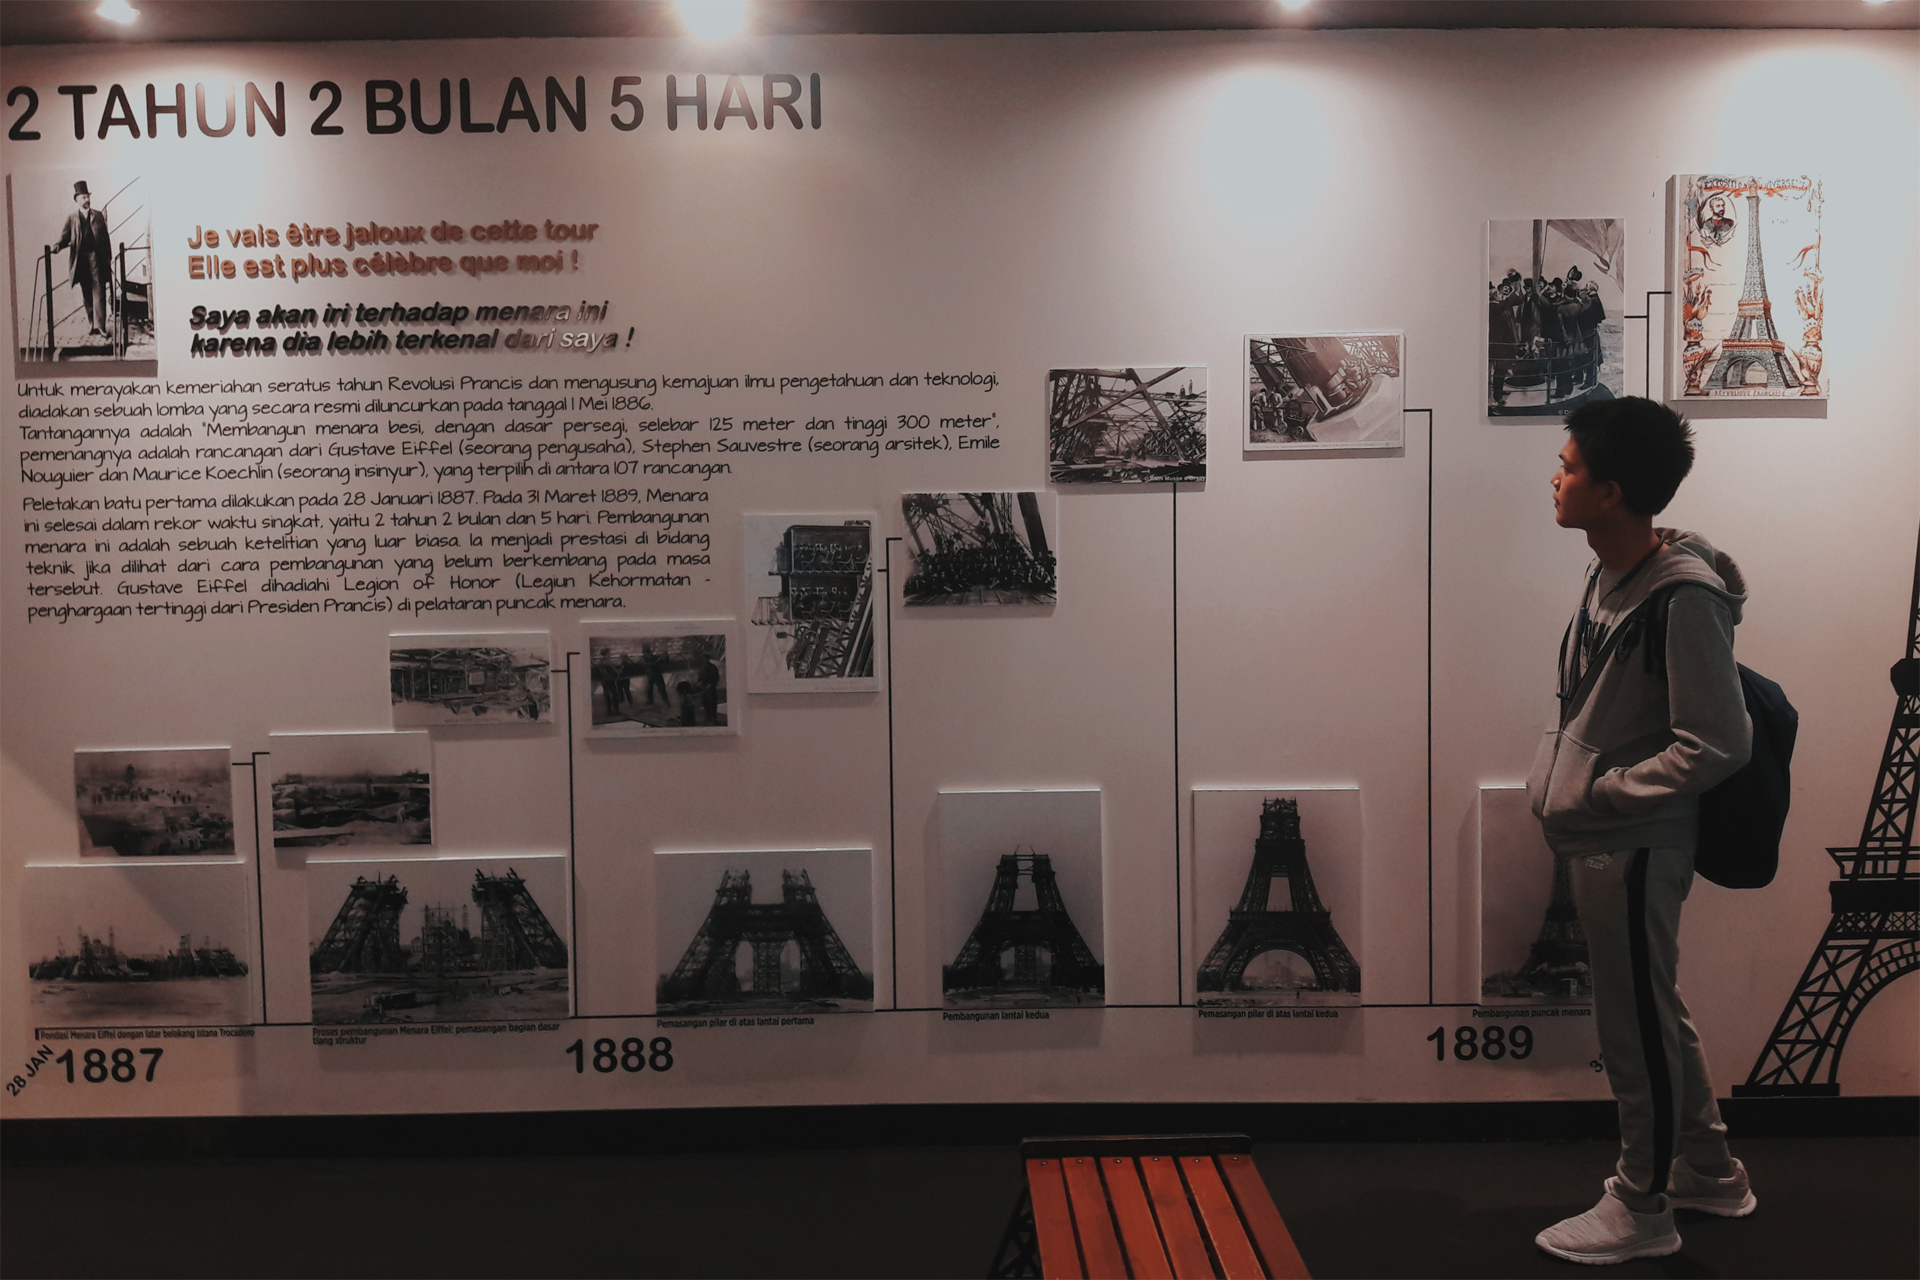 2 TAHUN 2 BULAN 5 HARI
Je vais être jaloux de cette tour
Elle est plus célèbre que moi !
Saya akan iri terhadap menara ini
karena dia lebih terkenal dari saya !
Untuk merayakan kemeriahan seratus tahun Revolusi Prancis dan mengusung kemajuan ilmu pengetahuan dan teknologi,
diadakan sebuah lomba yang secara resmi diluncurkan pada tanggal 1 Mei 1886.
Tantangannya adalah "Membangun menara besi, dengan dasar persegi, selebar 125 meter dan tinggi 300 meter",
pemenangnya adalah rancangan dari Gustave Eiffel (seorang pengusaha), Stephen Sauvestre (seorang arsitek), Emile
Nouguier dan Maurice Koechlin (seorang insinyur), yang terpilih di antara 107 rancangan.
Peletakan batu pertama dilakukan pada 28 Januari 1887. Pada 31 Maret 1889, Menara
ini selesai dalam rekor waktu singkat, yaitu 2 tahun 2 bulan dan 5 hari. Pembangunan
menara ini adalah sebuah ketelitian yang luar biasa. Ia menjadi prestasi di bidang
teknik jika dilihat dari cara pembangunan yang belum berkembang pada masa
tersebut. Gustave Eiffel dihadiahi Legion of Honor (Legiun Kehormatan -
penghargaan tertinggi dari Presiden Prancis) di pelataran puncak menara.
REPUBLIQUE FRANÇAISE
Pondasi Menara Eiffel dengan latar belakang Istana Trocadero
Proses pembangunan Menara Eiffel: pemasangan bagian dasar
tiang struktur
Pemasangan pilar di atas lantai pertama
Pembangunan lantai kedua
Pemasangan pilar di atas lantai kedua
Pembangunan puncak menara
28 JAN
1887
1888
1889